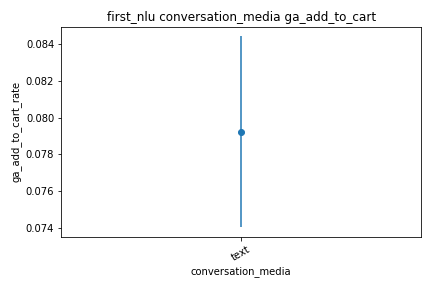 first_nlu conversation_media ga_add_to_cart
0.084
0.082
0.080
0.078
0.076
0.074
ga_add_to_cart_rate
text
conversation_media